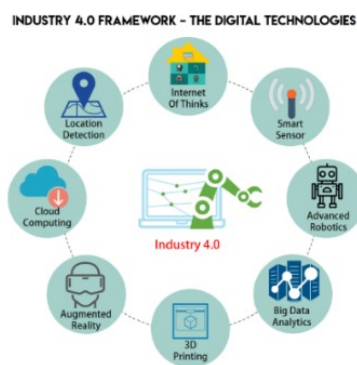 INDUSTRY 4.0 FRAMEWORK – THE DIGITAL TECHNOLOGIES
Internet
Of Thinks
Smart
Sensor
Advanced
Robotics
Big Data
Analytics
3D
Printing
Augmented
Reality
Cloud
Computing
Location
Detection
Industry 4.0